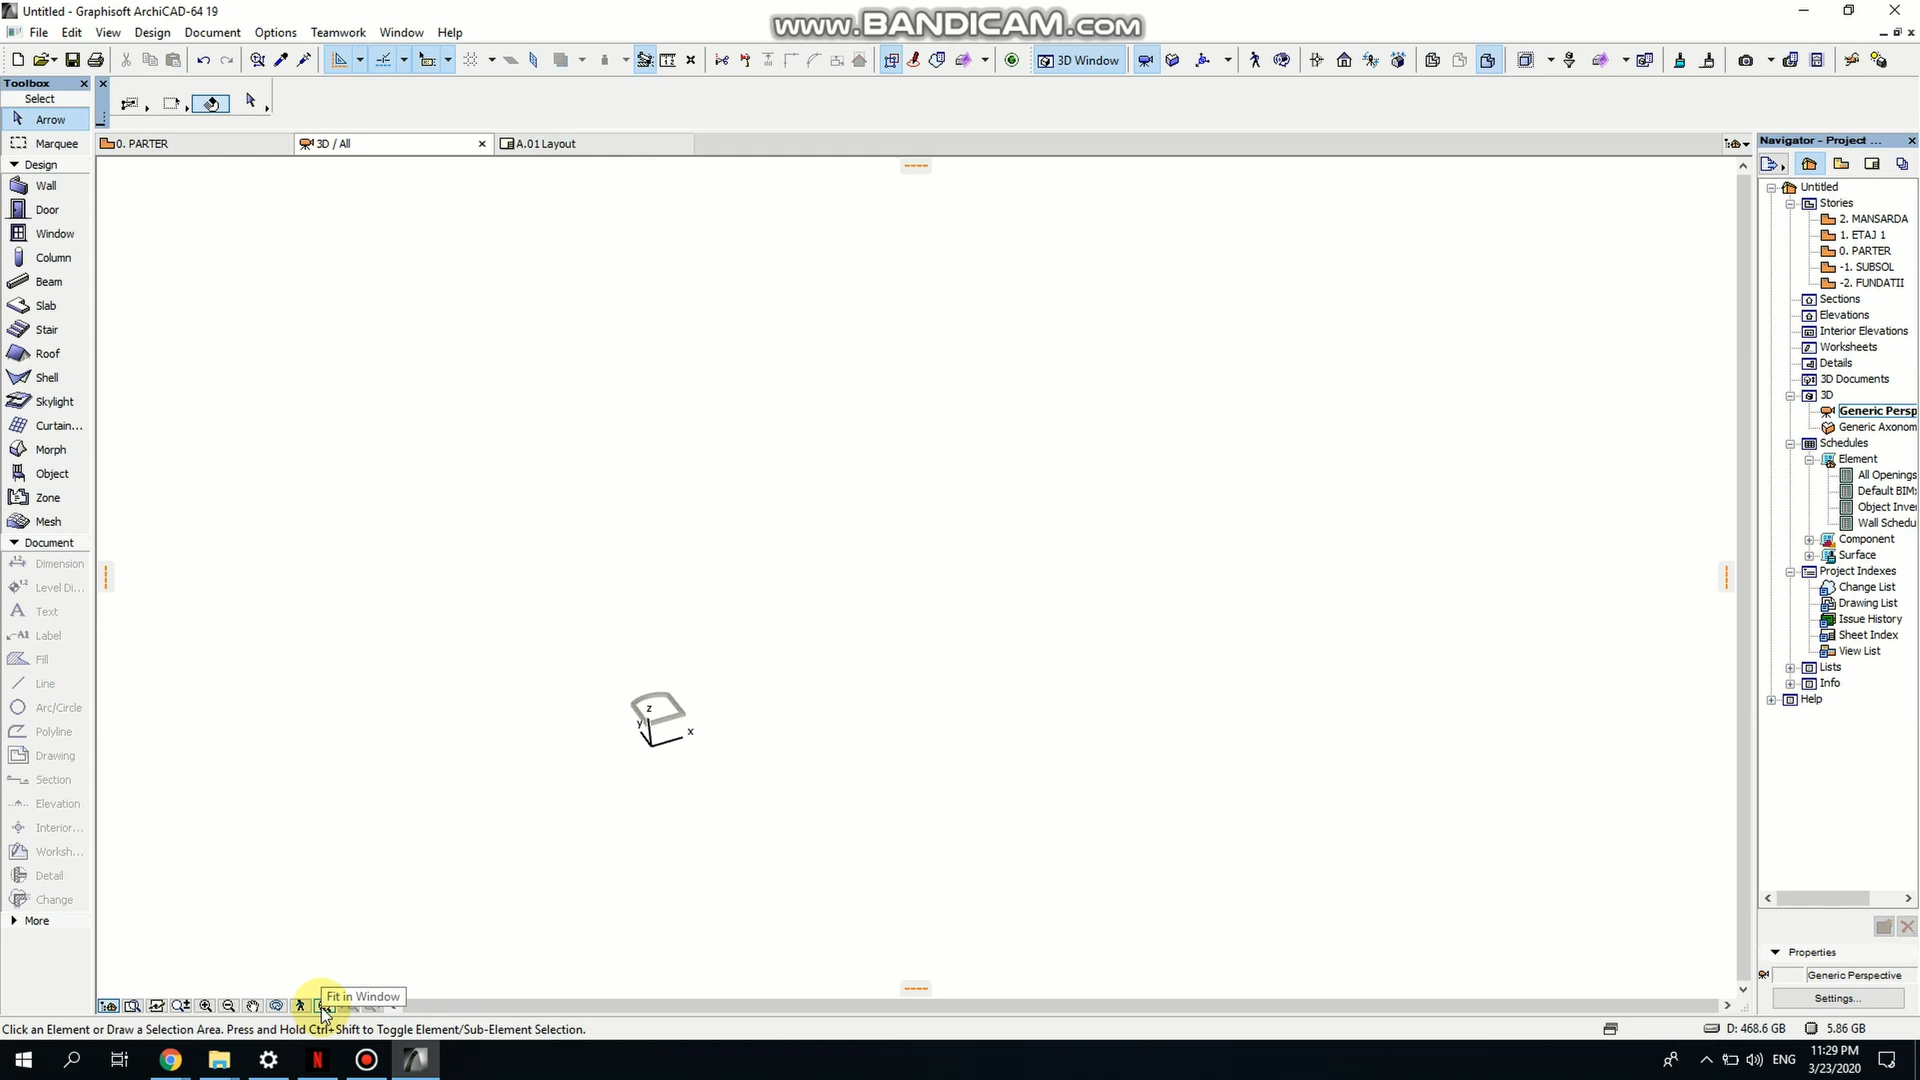 Untitled - Graphisoft ArchiCAD-64 19
www.BANDICAM.com
File Edit View Design Document Options Teamwork Window Help
3D Window
Toolbox
Select
Arrow
Marquee
Design
Wall
Door
Window
Column
Beam
Slab
Stair
Roof
Shell
Skylight
Curtain...
Morph
Object
Zone
Mesh
Document
Dimension
Level Di...
Text
Label
Fill
Line
Arc/Circle
Polyline
Drawing
Section
Elevation
Interior...
Worksh...
Detail
Change
More
0. PARTER
3D / All
A.01 Layout
z
y
x
Fit in Window
Navigator - Project ...
Untitled
Stories
2. MANSARDA
1. ETAJ 1
0. PARTER
-1. SUBSOL
-2. FUNDATII
Sections
Elevations
Interior Elevations
Worksheets
Details
3D Documents
3D
Generic Persp
Generic Axonom
Schedules
Element
All Openings
Default BIM
Object Inve
Wall Schedu
Component
Surface
Project Indexes
Change List
Drawing List
Issue History
Sheet Index
View List
Lists
Info
Help
Properties
Generic Perspective
Settings...
Click an Element or Draw a Selection Area. Press and Hold Ctrl+Shift to Toggle Element/Sub-Element Selection.
D: 468.6 GB
5.86 GB
ENG
11:29 PM
3/23/2020